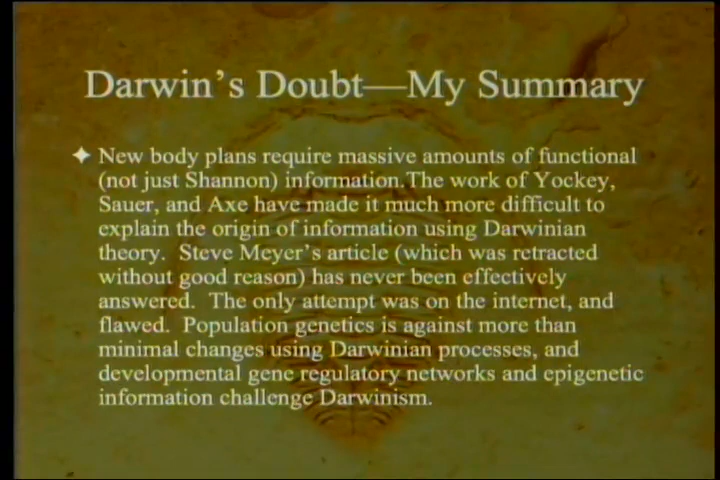 Darwin's Doubt—My Summary
New body plans require massive amounts of functional
(not just Shannon) information.The work of Yockey,
Sauer, and Axe have made it much more difficult to
explain the origin of information using Darwinian
theory.  Steve Meyer's article (which was retracted
without good reason) has never been effectively
answered.  The only attempt was on the internet, and
flawed.  Population genetics is against more than
minimal changes using Darwinian processes, and
developmental gene regulatory networks and epigenetic
information challenge Darwinism.